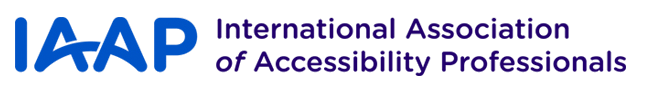 IAAP
International Association
of Accessibility Professionals